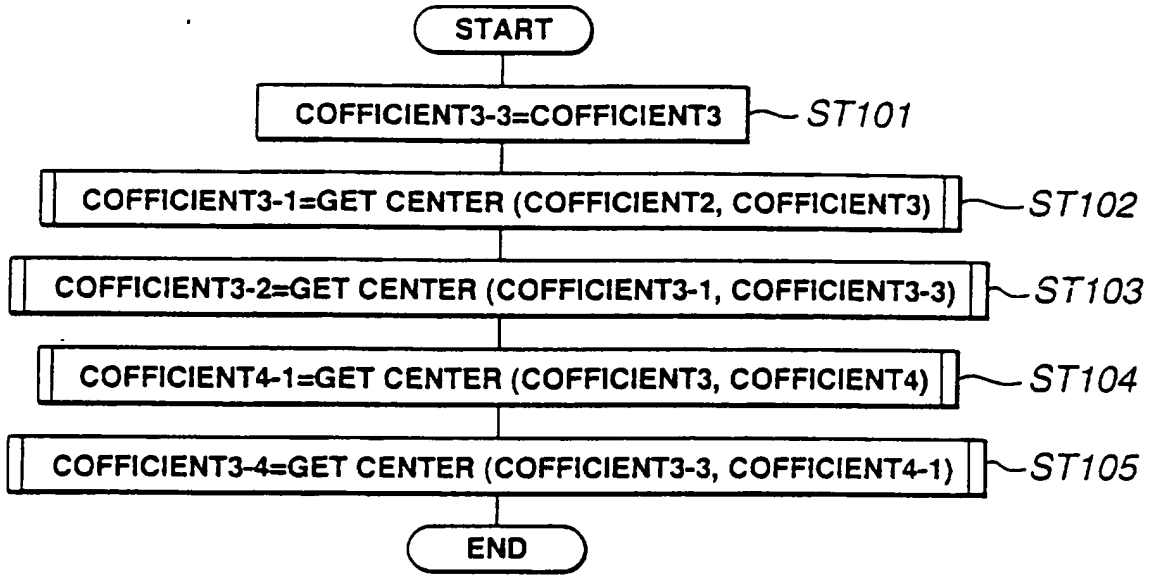 START
COFFICIENT3-3=COFFICIENT3
ST101
COFFICIENT3-1=GET CENTER (COFFICIENT2, COFFICIENT3)
ST102
COFFICIENT3-2=GET CENTER (COFFICIENT3-1, COFFICIENT3-3)
ST103
COFFICIENT4-1=GET CENTER (COFFICIENT3, COFFICIENT4)
ST104
COFFICIENT3-4=GET CENTER (COFFICIENT3-3, COFFICIENT4-1)
ST105
END